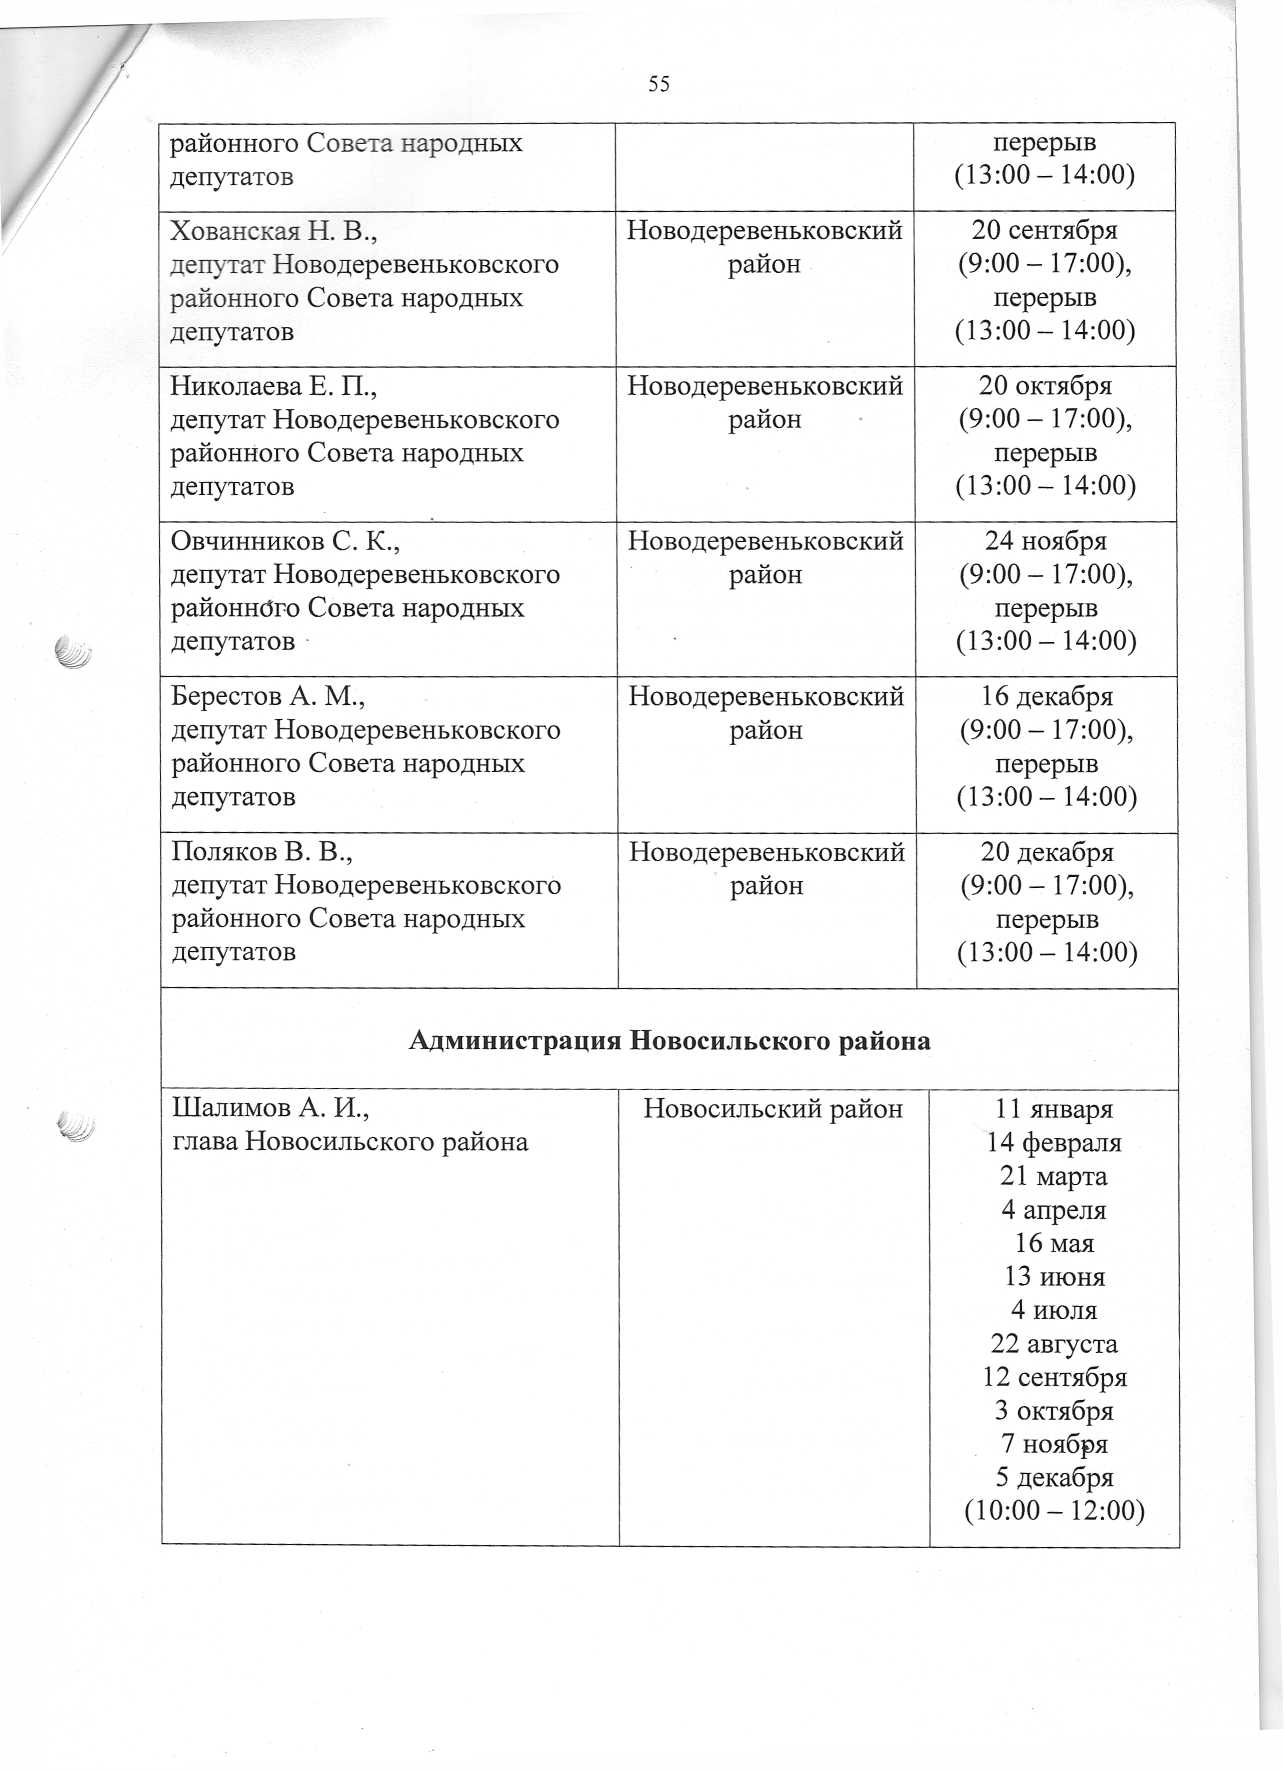 55
районного Совета народных
депутатов
перерыв
(13:00 – 14:00)
Хованская Н. В.,
депутат Новодеревеньковского
районного Совета народных
депутатов
Новодеревеньковский
район
20 сентября
(9:00 – 17:00),
перерыв
(13:00 – 14:00)
Николаева Е. П.,
депутат Новодеревеньковского
районного Совета народных
депутатов
Новодеревеньковский
район
20 октября
(9:00 – 17:00),
перерыв
(13:00 – 14:00)
Овчинников С. К.,
депутат Новодеревеньковского
районного Совета народных
депутатов
Новодеревеньковский
район
24 ноября
(9:00 – 17:00),
перерыв
(13:00 – 14:00)
Берестов А. М.,
депутат Новодеревеньковского
районного Совета народных
депутатов
Новодеревеньковский
район
16 декабря
(9:00 – 17:00),
перерыв
(13:00 – 14:00)
Поляков В. В.,
депутат Новодеревеньковского
районного Совета народных
депутатов
Новодеревеньковский
район
20 декабря
(9:00 – 17:00),
перерыв
(13:00 – 14:00)
Администрация Новосильского района
Шалимов А. И.,
глава Новосильского района
Новосильский район
11 января
14 февраля
21 марта
4 апреля
16 мая
13 июня
4 июля
22 августа
12 сентября
3 октября
7 ноября
5 декабря
(10:00 – 12:00)